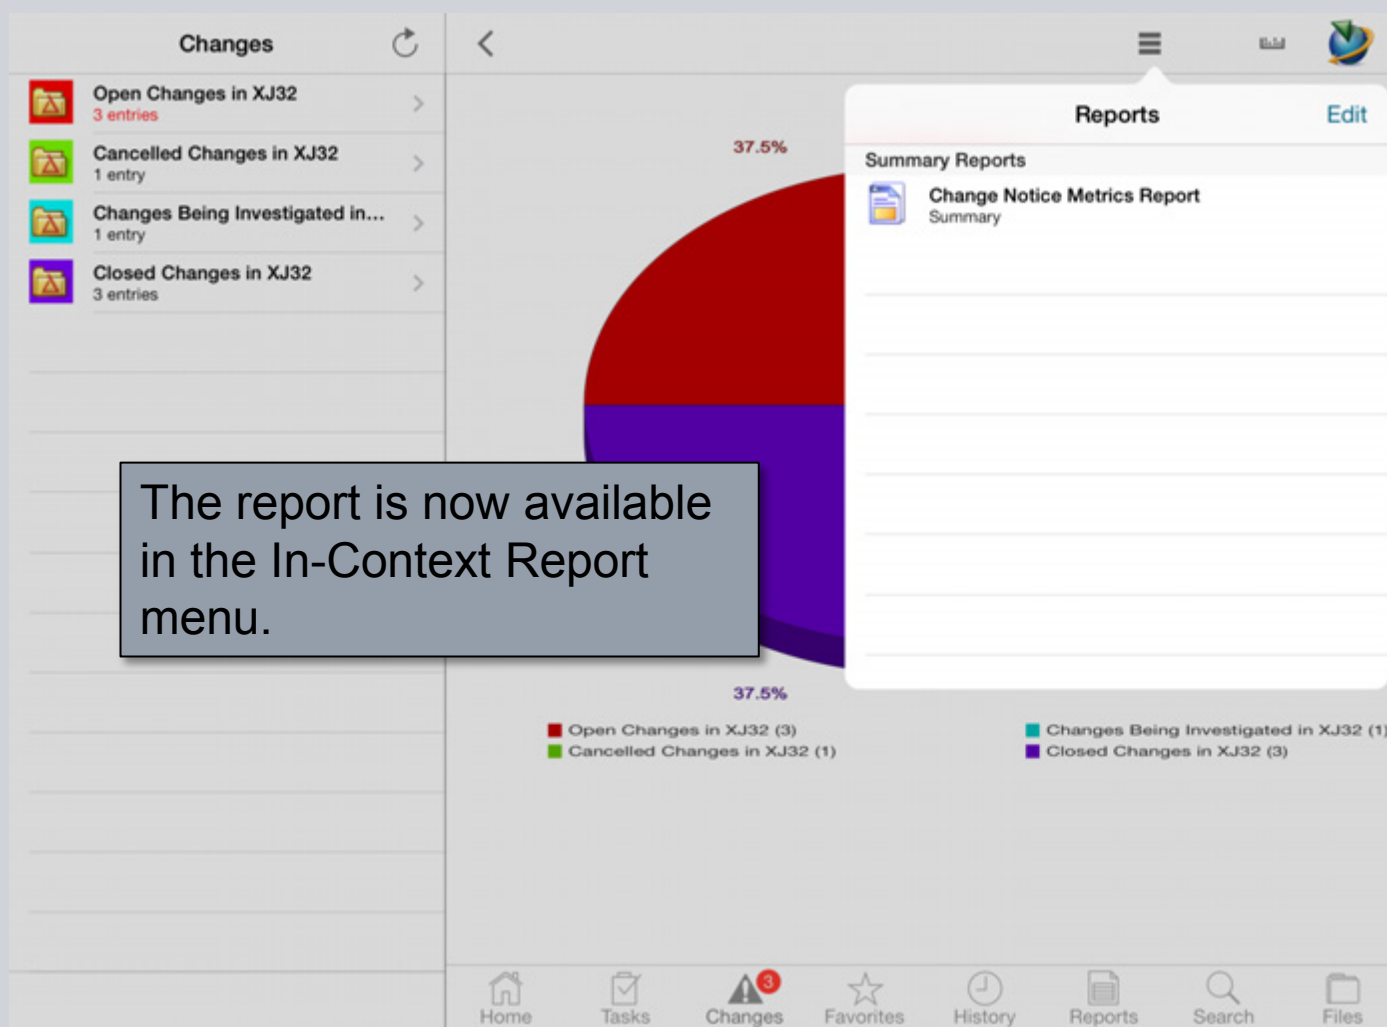 Changes
Open Changes in XJ32
3 entries
Cancelled Changes in XJ32
1 entry
Changes Being Investigated in...
1 entry
Closed Changes in XJ32
3 entries
Reports
Edit
Summary Reports
Change Notice Metrics Report
Summary
37.5%
The report is now available
in the In-Context Report
menu.
37.5%
Open Changes in XJ32 (3)
Cancelled Changes in XJ32 (1)
Changes Being Investigated in XJ32 (1)
Closed Changes in XJ32 (3)
3
Home
Tasks
Changes
Favorites
History
Reports
Search
Files